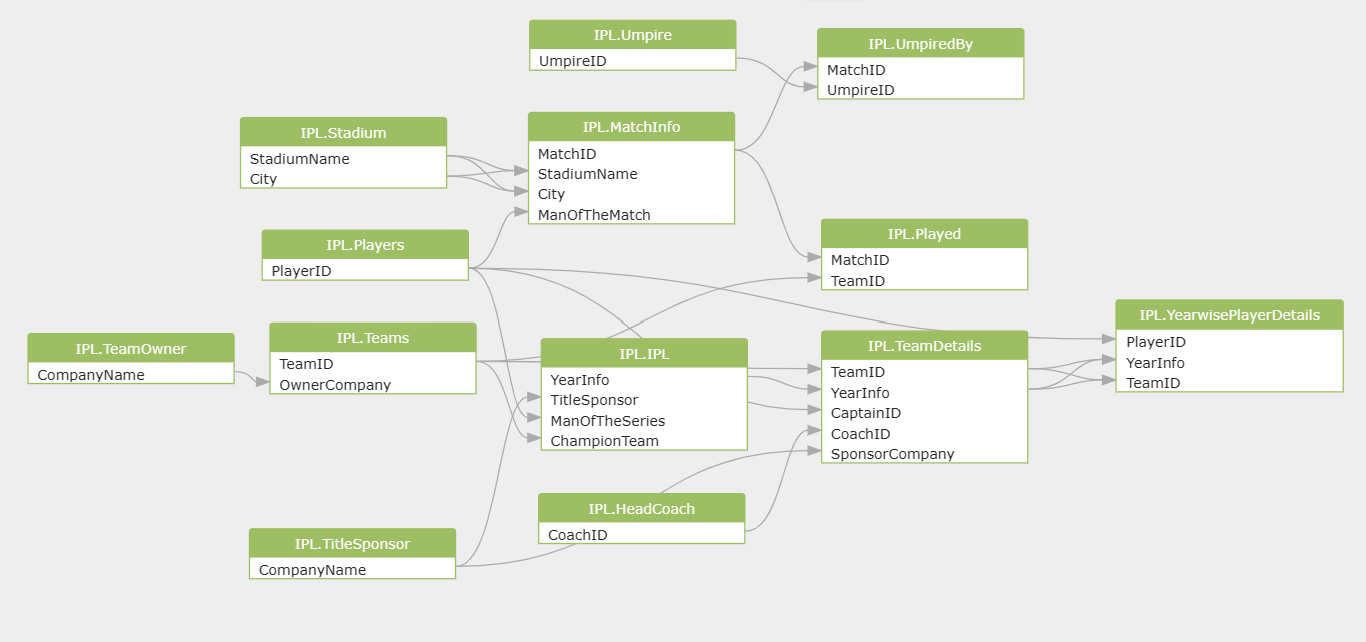 IPL.Umpire
UmpireID
IPL.UmpiredBy
MatchID
UmpireID
IPL.Stadium
StadiumName
City
IPL.MatchInfo
MatchID
StadiumName
City
ManOfTheMatch
IPL.Players
PlayerID
IPL.Played
MatchID
TeamID
IPL.TeamOwner
CompanyName
IPL.Teams
TeamID
OwnerCompany
IPL.IPL
YearInfo
TitleSponsor
ManOfTheSeries
ChampionTeam
IPL.TeamDetails
TeamID
YearInfo
CaptainID
CoachID
SponsorCompany
IPL.YearwisePlayerDetails
PlayerID
YearInfo
TeamID
IPL.HeadCoach
CoachID
IPL.TitleSponsor
CompanyName